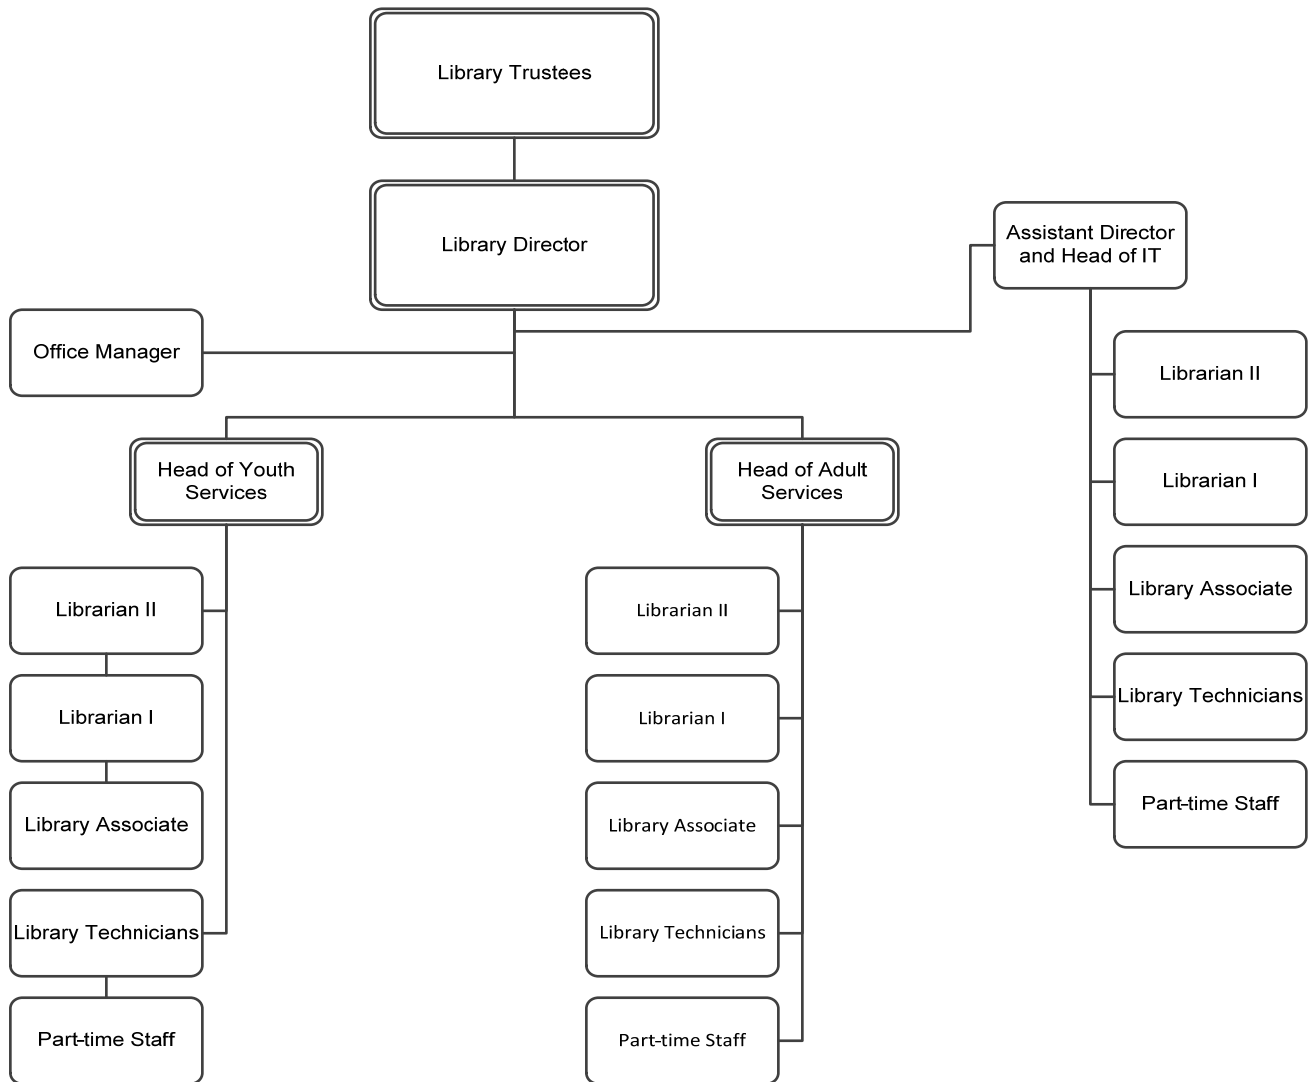 Library Trustees
Library Director
Assistant Director
and Head of IT
Office Manager
Head of Youth
Services
Librarian II
Librarian I
Library Associate
Library Technicians
Part-time Staff
Head of Adult
Services
Librarian II
Librarian I
Library Associate
Library Technicians
Part-time Staff
Librarian II
Librarian I
Library Associate
Library Technicians
Part-time Staff